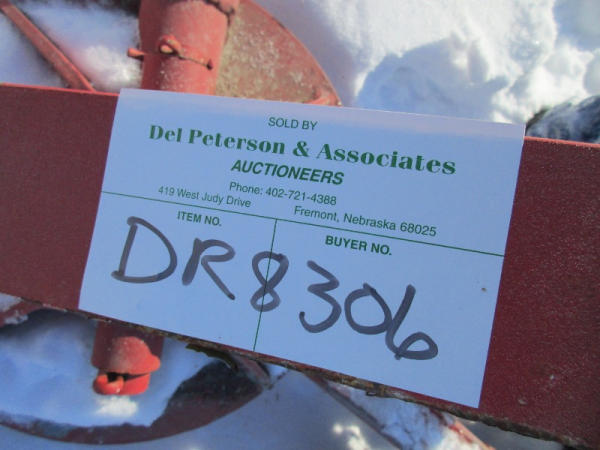 SOLD BY
Del Peterson & Associates
AUCTIONEERS
Phone: 402-721-4388
419 West Judy Drive Fremont, Nebraska 68025
ITEM NO. BUYER NO.
DR8306